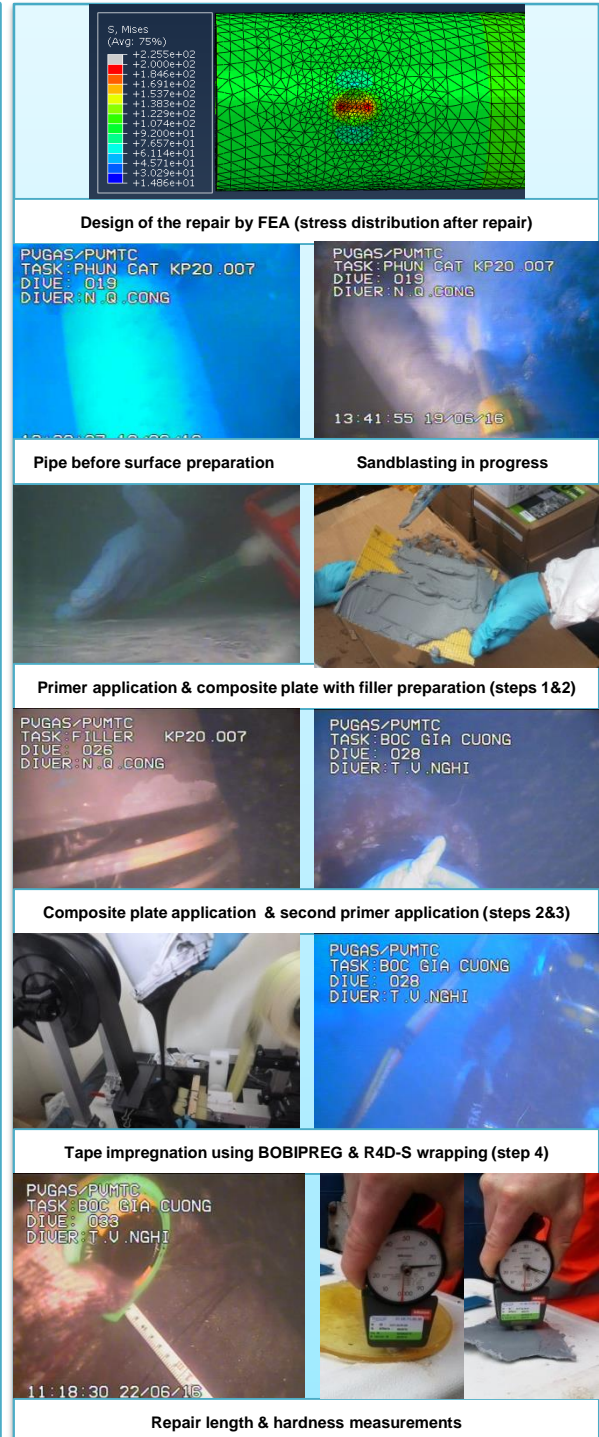 S, Mises
(Avg: 75%)
+2.255e+02
+2.000e+02
+1.846e+02
+1.691e+02
+1.537e+02
+1.383e+02
+1.229e+02
+1.074e+02
+9.200e+01
+7.657e+01
+6.114e+01
+4.571e+01
+3.029e+01
+1.486e+01
Design of the repair by FEA (stress distribution after repair)
PVGAS/PVMTC
TASK:PHUN CAT KP20.007
DIVE: 019
DIVER:N.Q.CONG
PVGAS/PVMTC
TASK:PHUN CAT KP20.007
DIVE: 019
DIVER:N.Q.CONG
13:41:55 19/06/16
Pipe before surface preparation
Sandblasting in progress
Primer application & composite plate with filler preparation (steps 1&2)
PVGAS/PVMTC
TASK:FILLER KP20.007
DIVE: 026
DIVER:N.Q.CONG
PVGAS/PVMTC
TASK:BOC GIA CUONG
DIVE: 028
DIVER:T.V.NGHI
Composite plate application & second primer application (steps 2&3)
PVGAS/PVMTC
TASK:BOC GIA CUONG
DIVE: 028
DIVER:T.V.NGHI
Tape impregnation using BOBIPREG & R4D-S wrapping (step 4)
PVGAS/PVMTC
TASK:BOC GIA CUONG
DIVE: 033
DIVER:T.V.NGHI
11:18:30 22/06/16
Repair length & hardness measurements